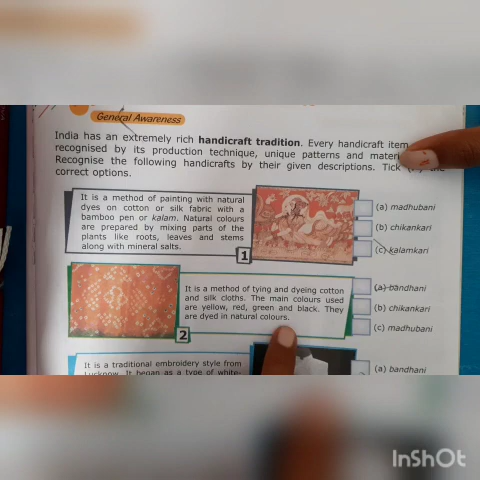 General Awareness
India has an extremely rich handicraft tradition. Every handicraft item
recognised by its production technique, unique patterns and
Recognise the following handicrafts by their given descriptions. Tick the
correct options.
It is a method of painting with natural
dyes on cotton or silk fabric with a
bamboo pen or kalam. Natural colours
are prepared by mixing parts of the
plants like roots, leaves and stems
along with mineral salts.
1
(a) madhubani
(b) chikankari
(c) kalamkari
2
It is a method of tying and dyeing cotton
and silk cloths. The main colours used
are yellow, red, green and black. They
are dyed in natural colours.
(a) bandhani
(b) chikankari
(c) madhubani
It is a traditional embroidery style from
Lucknow. It began as a type of white-
(a) bandhani
InShOt